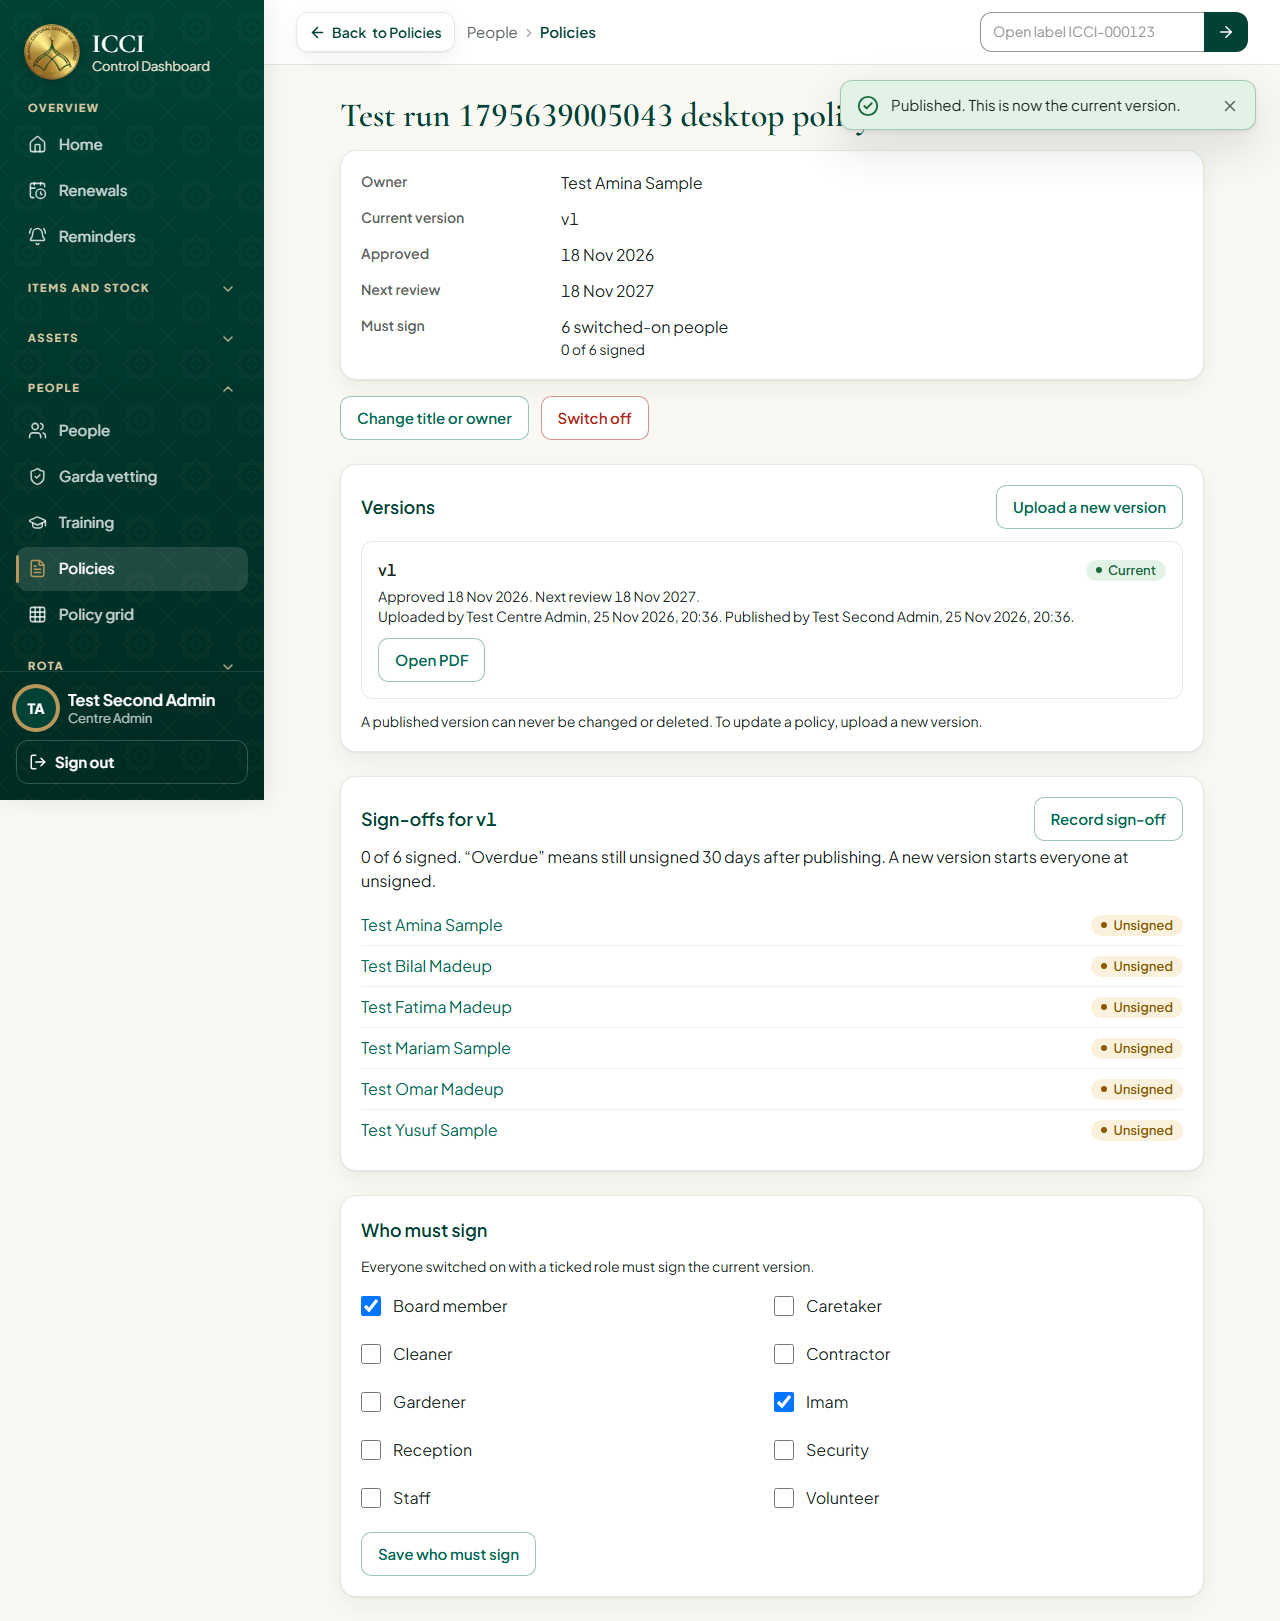 ICCI
Control Dashboard
OVERVIEW
Home
Renewals
Reminders
ITEMS AND STOCK
ASSETS
PEOPLE
People
Garda vetting
Training
Policies
Policy grid
ROTA
TA
Test Second Admin
Centre Admin
Sign out
Back to Policies
People > Policies
Open label ICCI-000123
Published. This is now the current version.
Test run 1795639005043 desktop policy
Owner
Test Amina Sample
Current version
v1
Approved
18 Nov 2026
Next review
18 Nov 2027
Must sign
6 switched-on people
0 of 6 signed
Change title or owner
Switch off
Versions
Upload a new version
v1
Current
Approved 18 Nov 2026. Next review 18 Nov 2027.
Uploaded by Test Centre Admin, 25 Nov 2026, 20:36. Published by Test Second Admin, 25 Nov 2026, 20:36.
Open PDF
A published version can never be changed or deleted. To update a policy, upload a new version.
Sign-offs for v1
Record sign-off
0 of 6 signed. “Overdue” means still unsigned 30 days after publishing. A new version starts everyone at
unsigned.
Test Amina Sample
Unsigned
Test Bilal Madeup
Unsigned
Test Fatima Madeup
Unsigned
Test Mariam Sample
Unsigned
Test Omar Madeup
Unsigned
Test Yusuf Sample
Unsigned
Who must sign
Everyone switched on with a ticked role must sign the current version.
Board member
Caretaker
Cleaner
Contractor
Gardener
Imam
Reception
Security
Staff
Volunteer
Save who must sign